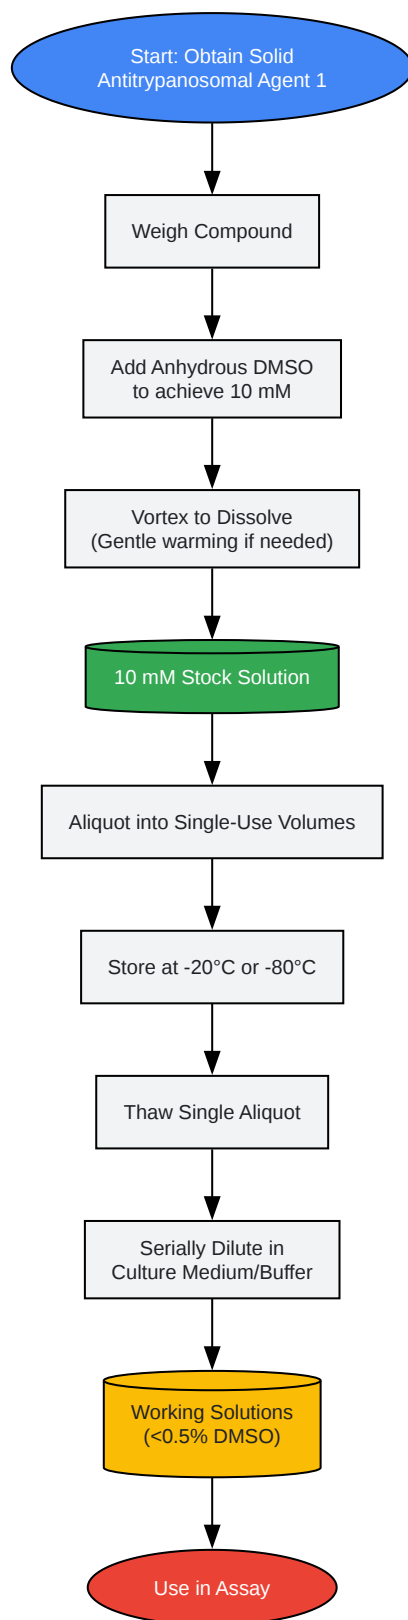 Start: Obtain Solid
Antitrypanosomal Agent 1
Weigh Compound
Add Anhydrous DMSO
to achieve 10 mM
Vortex to Dissolve
(Gentle warming if needed)
10 mM Stock Solution
Aliquot into Single-Use Volumes
Store at -20°C or -80°C
Thaw Single Aliquot
Serially Dilute in
Culture Medium/Buffer
Working Solutions
(<0.5% DMSO)
Use in Assay